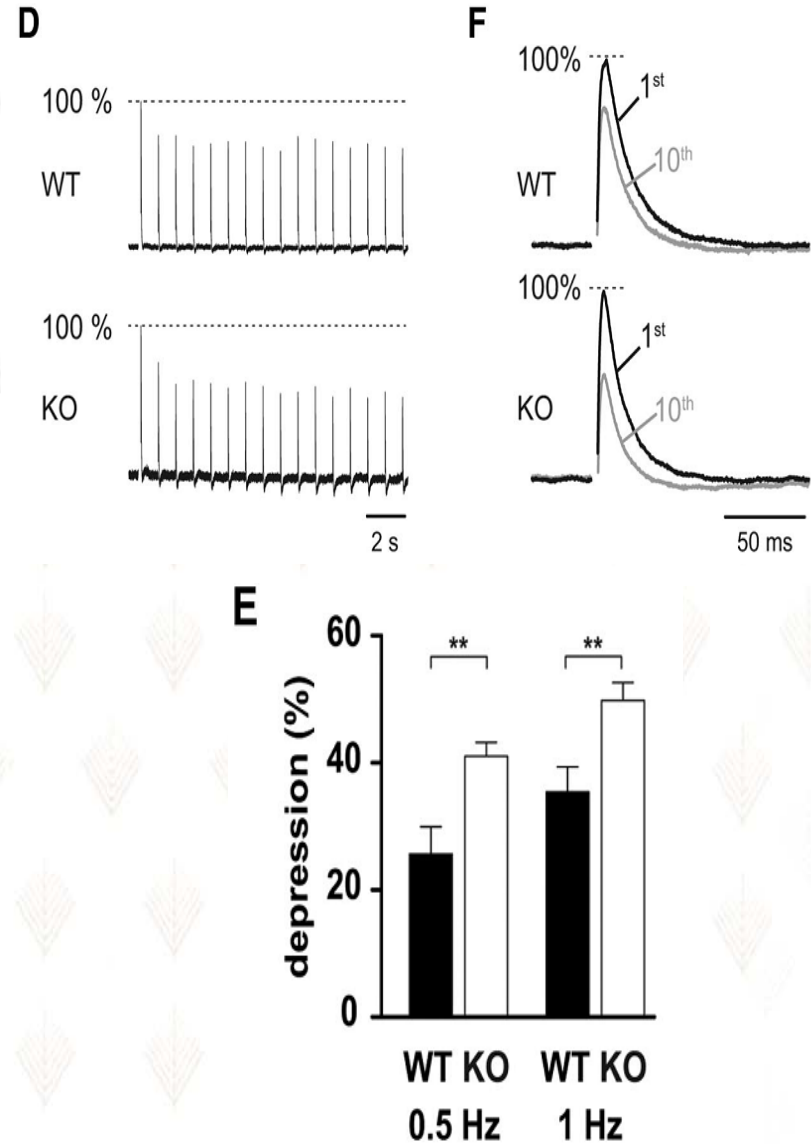 D
100 %
WT
100 %
KO
2 s
F
100%
1st
10th
WT
100%
1st
10th
KO
50 ms
E
depression (%)
60
40
20
0
**
**
WT KO WT KO
0.5 Hz 1 Hz